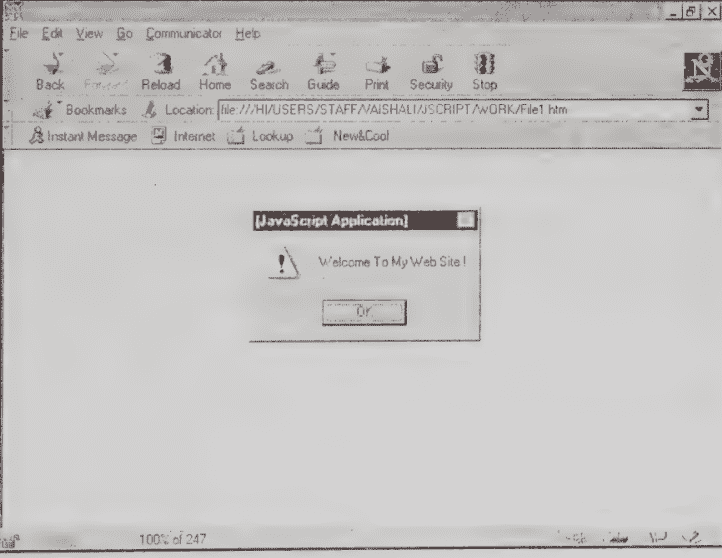 File Edit View Go Communicator Help
Back Forward Reload Home Search Guide Print Security Stop
N
Bookmarks Location: file:///H|/USERS/STAFF/VAISHALI/JSCRIPT/WORK/File1.htm
Instant Message Internet Lookup New&Cool
[JavaScript Application]
Welcome To My Web Site !
OK
100% of 247